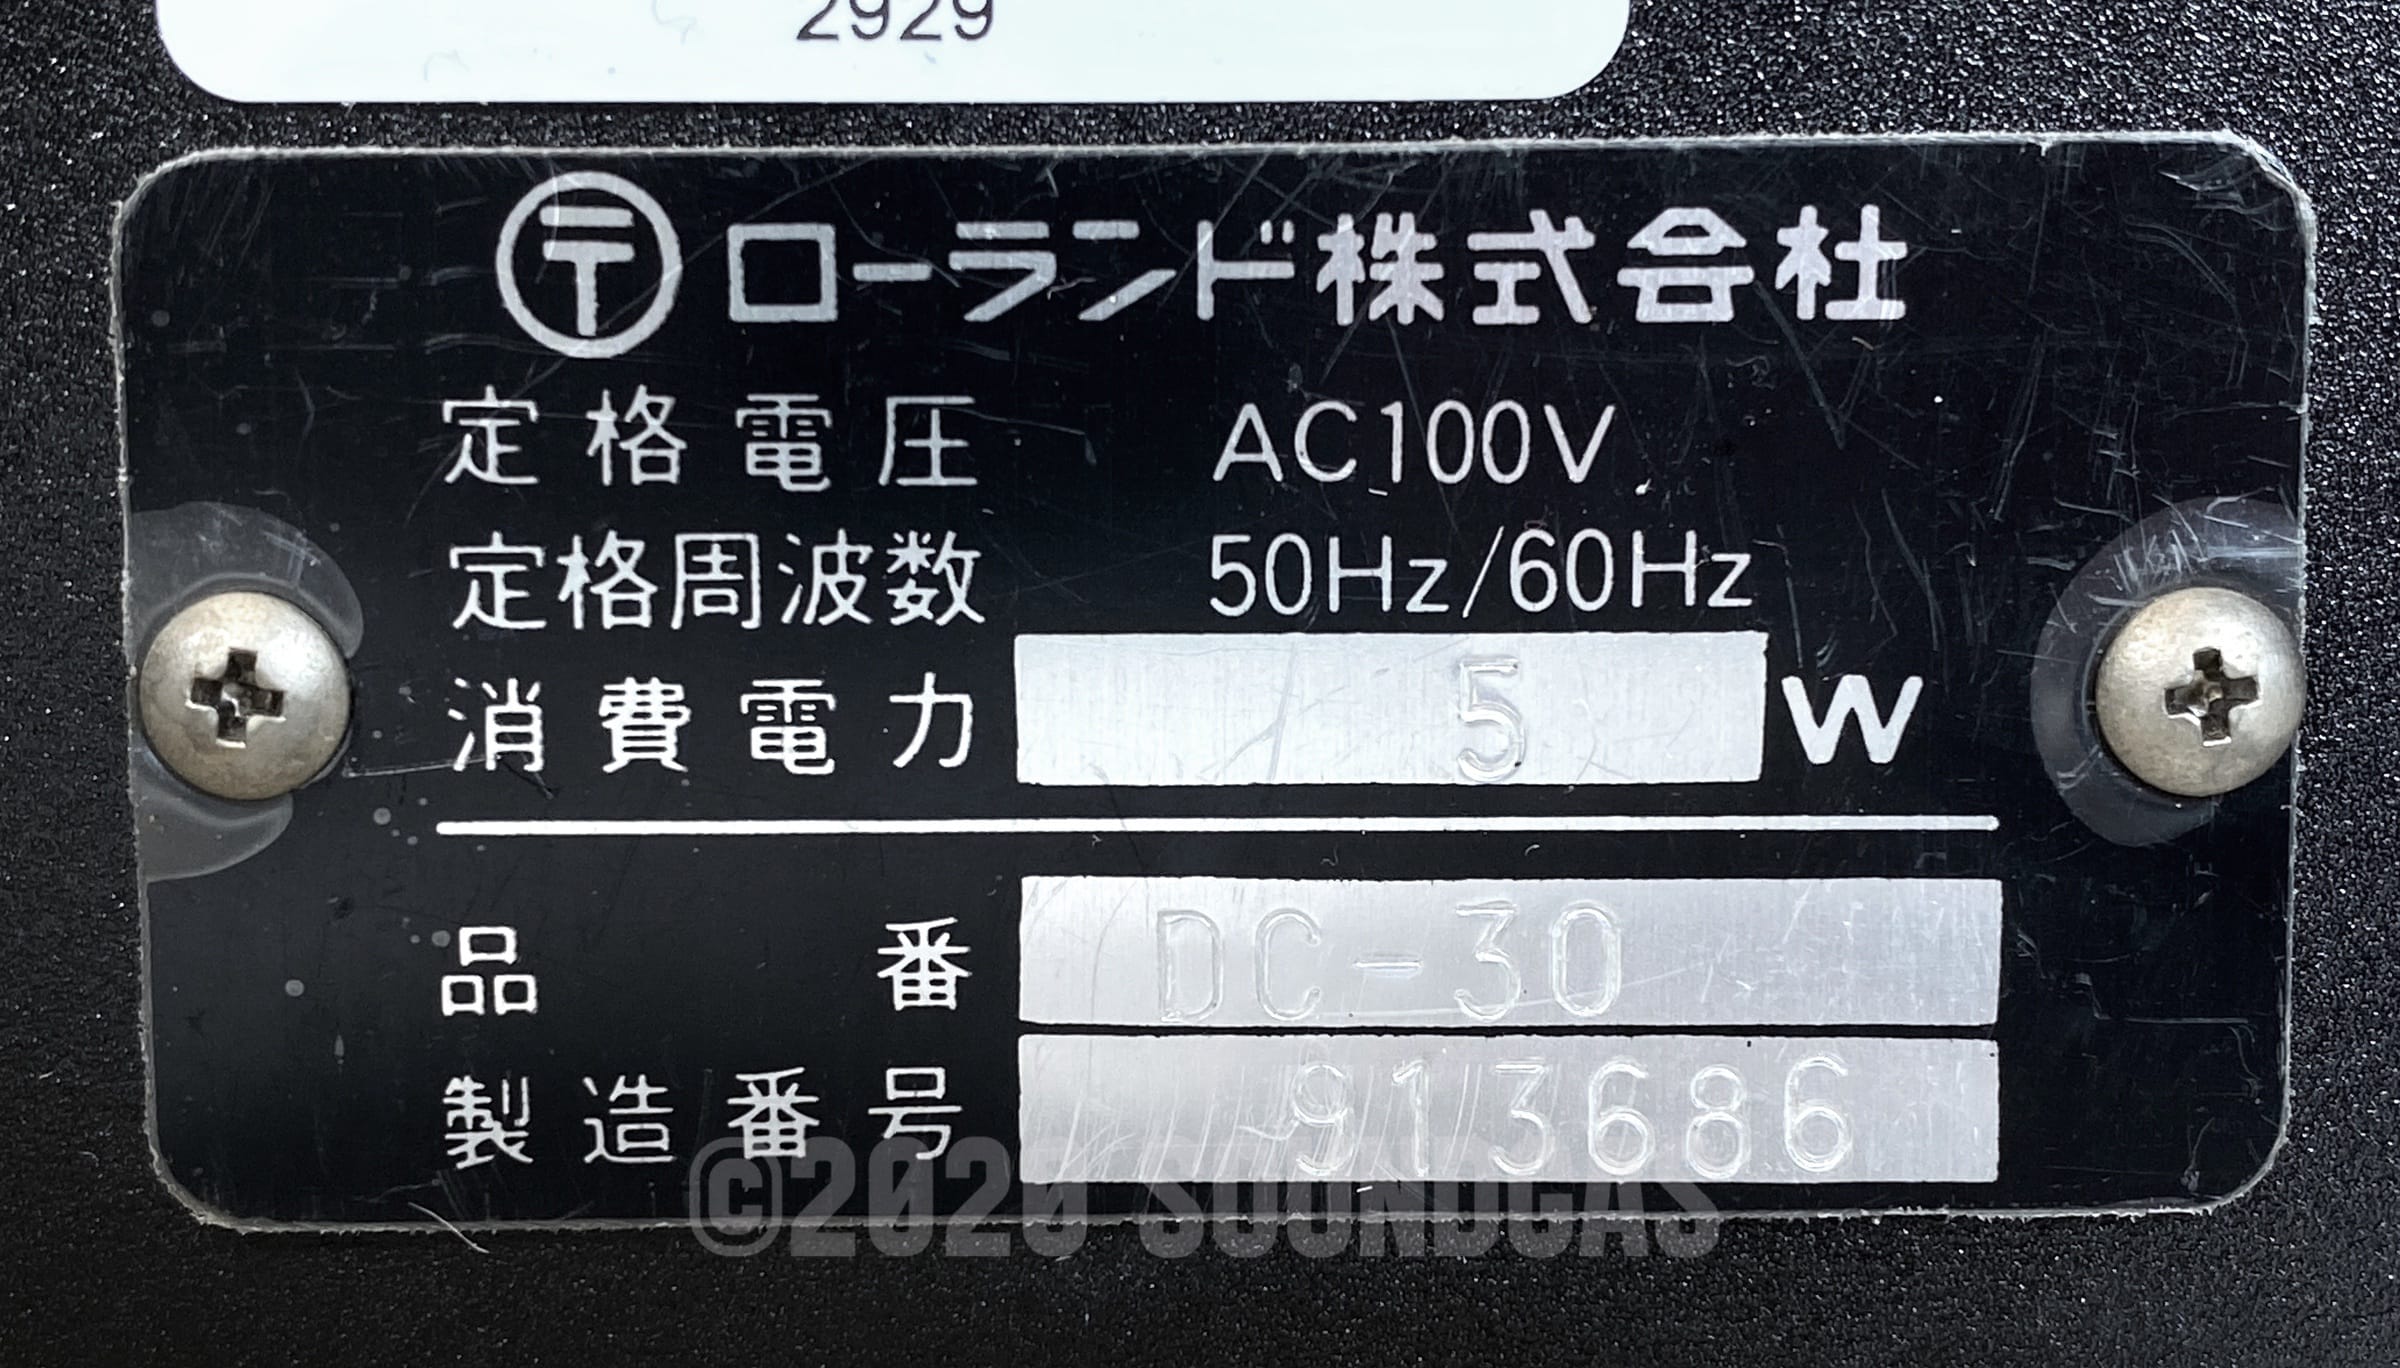 2929
〒 ローランド株式会社
定格電圧 AC100V
定格周波数 50Hz/60Hz
消費電力 5 W
品番 DC-30
製造番号 913686
©2020 SOUNDGAS